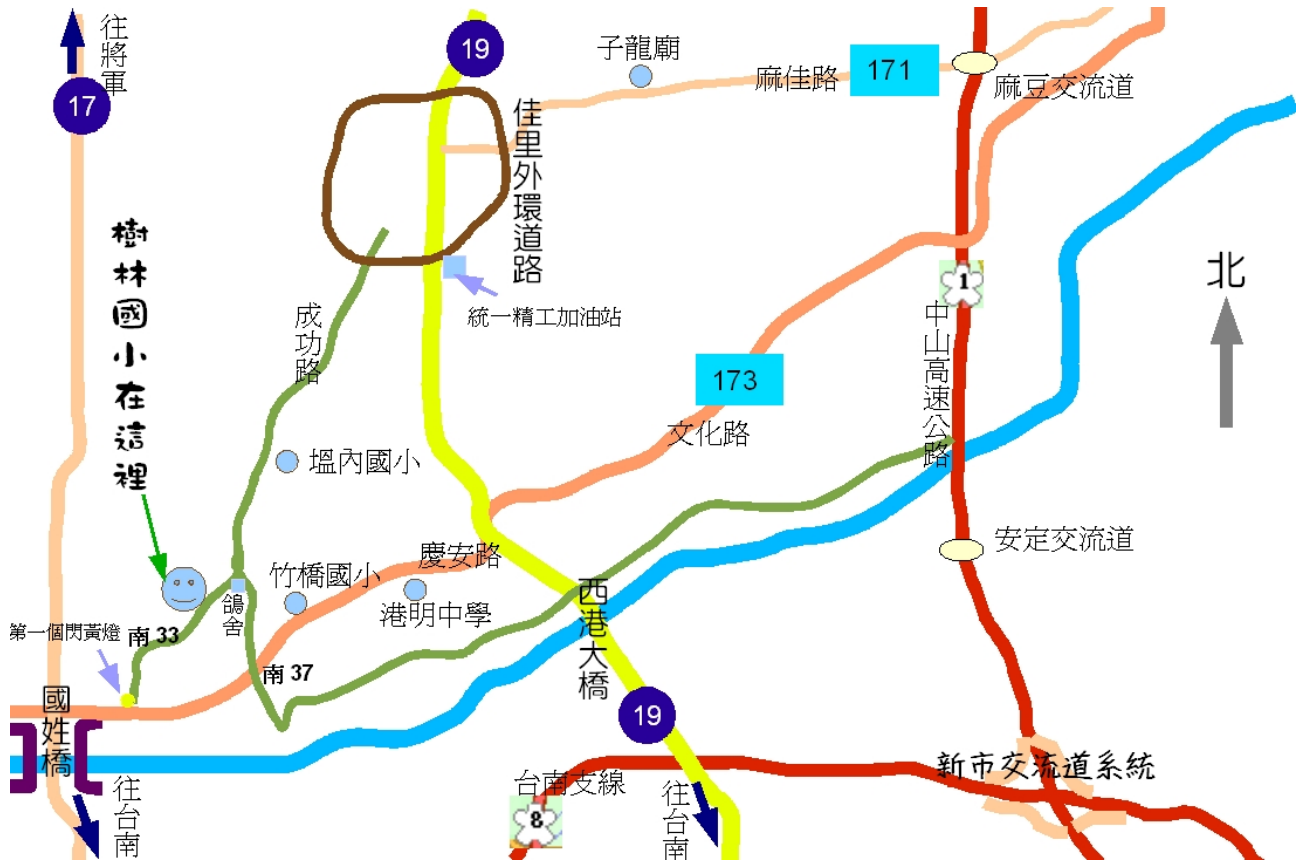 往將軍
17
19
子龍廟
麻佳路
171
麻豆交流道
佳里外環道路
樹林國小在這裡
成功路
統一精工加油站
1
中山高速公路
北
173
文化路
塭內國小
慶安路
安定交流道
竹橋國小
港明中學
鴿舍
西港大橋
第一個閃黃燈
南 33
南 37
國姓橋
19
往台南
台南支線
8
往台南
新市交流道系統